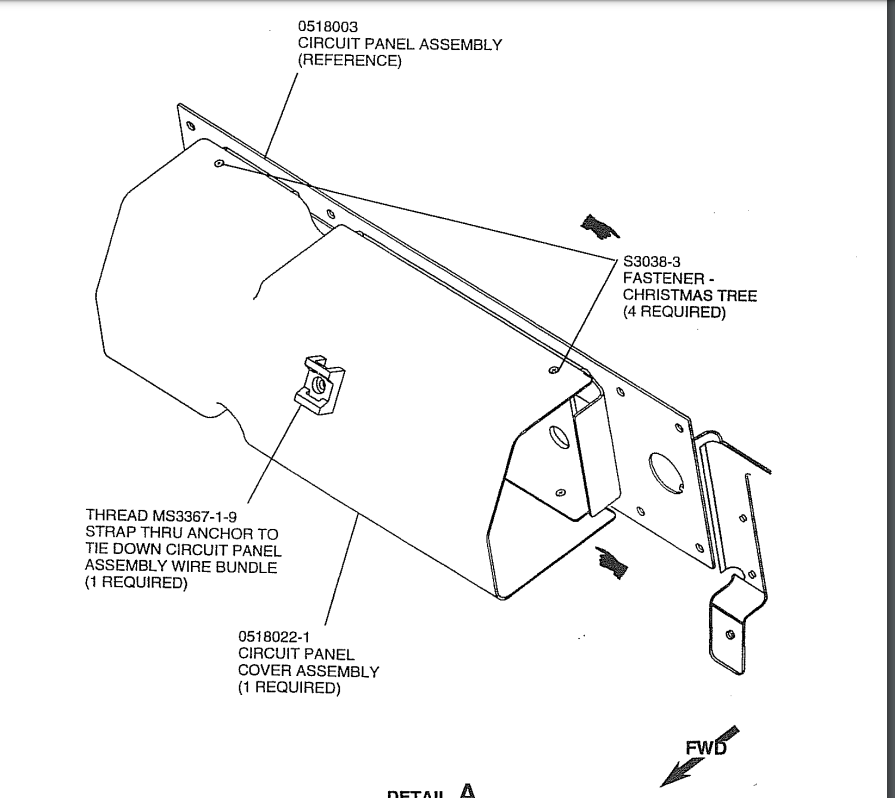 0518003
CIRCUIT PANEL ASSEMBLY
(REFERENCE)
S3038-3
FASTENER -
CHRISTMAS TREE
(4 REQUIRED)
THREAD MS3367-1-9
STRAP THRU ANCHOR TO
TIE DOWN CIRCUIT PANEL
ASSEMBLY WIRE BUNDLE
(1 REQUIRED)
0518022-1
CIRCUIT PANEL
COVER ASSEMBLY
(1 REQUIRED)
FWD
DETAIL A